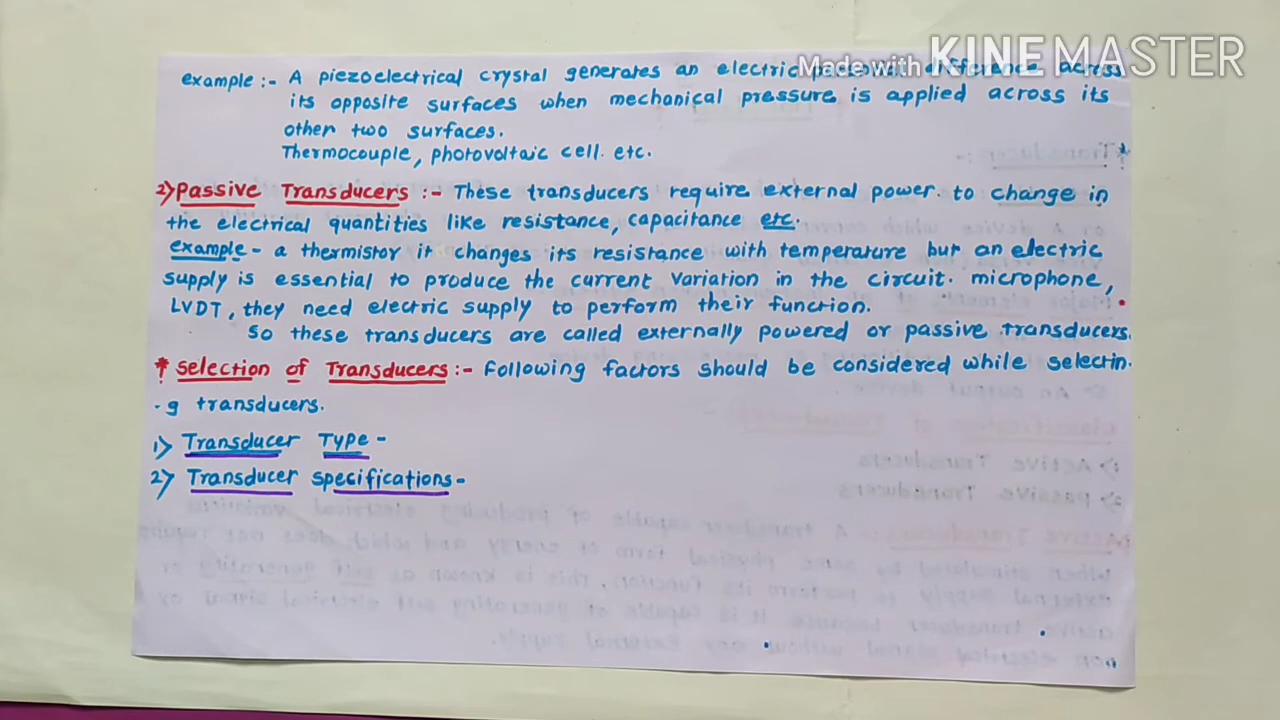 Made with KINEMASTER
example :- A piezoelectrical crystal generates an electric potential difference across
its opposite surfaces when mechanical pressure is applied across its
other two surfaces.
Thermocouple, photovoltaic cell. etc.
2) Passive Transducers :- These transducers require external power. to change in
the electrical quantities like resistance, capacitance etc.
example - a thermistor it changes its resistance with temperature but an electric
supply is essential to produce the current variation in the circuit. microphone,
LVDT, they need electric supply to perform their function.
So these transducers are called externally powered or passive transducers.
* Selection of Transducers :- Following factors should be considered while selectin.
-g transducers.
1) Transducer Type -
2) Transducer specifications -